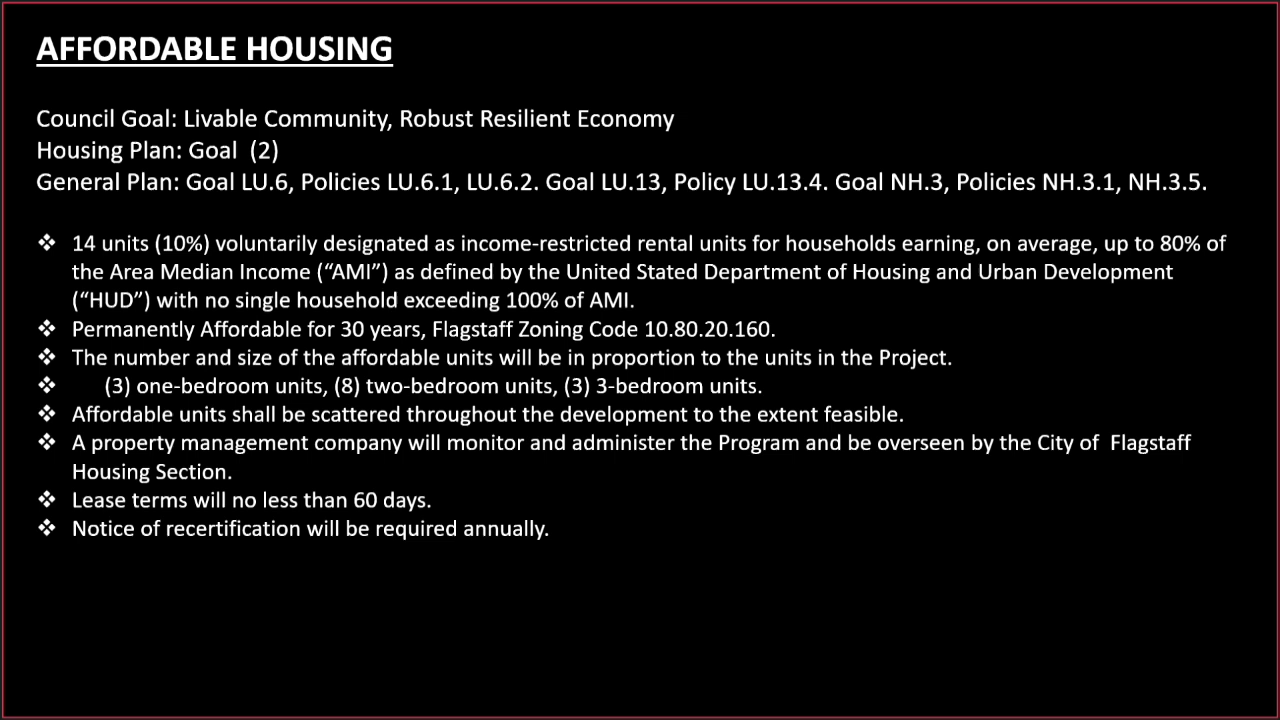 AFFORDABLE HOUSING
Council Goal: Livable Community, Robust Resilient Economy
Housing Plan: Goal  (2)
General Plan: Goal LU.6, Policies LU.6.1, LU.6.2. Goal LU.13, Policy LU.13.4. Goal NH.3, Policies NH.3.1, NH.3.5.
❖ 14 units (10%) voluntarily designated as income-restricted rental units for households earning, on average, up to 80% of
the Area Median Income (“AMI”) as defined by the United Stated Department of Housing and Urban Development
(“HUD”) with no single household exceeding 100% of AMI.
❖ Permanently Affordable for 30 years, Flagstaff Zoning Code 10.80.20.160.
❖ The number and size of the affordable units will be in proportion to the units in the Project.
❖ (3) one-bedroom units, (8) two-bedroom units, (3) 3-bedroom units.
❖ Affordable units shall be scattered throughout the development to the extent feasible.
❖ A property management company will monitor and administer the Program and be overseen by the City of  Flagstaff
Housing Section.
❖ Lease terms will no less than 60 days.
❖ Notice of recertification will be required annually.